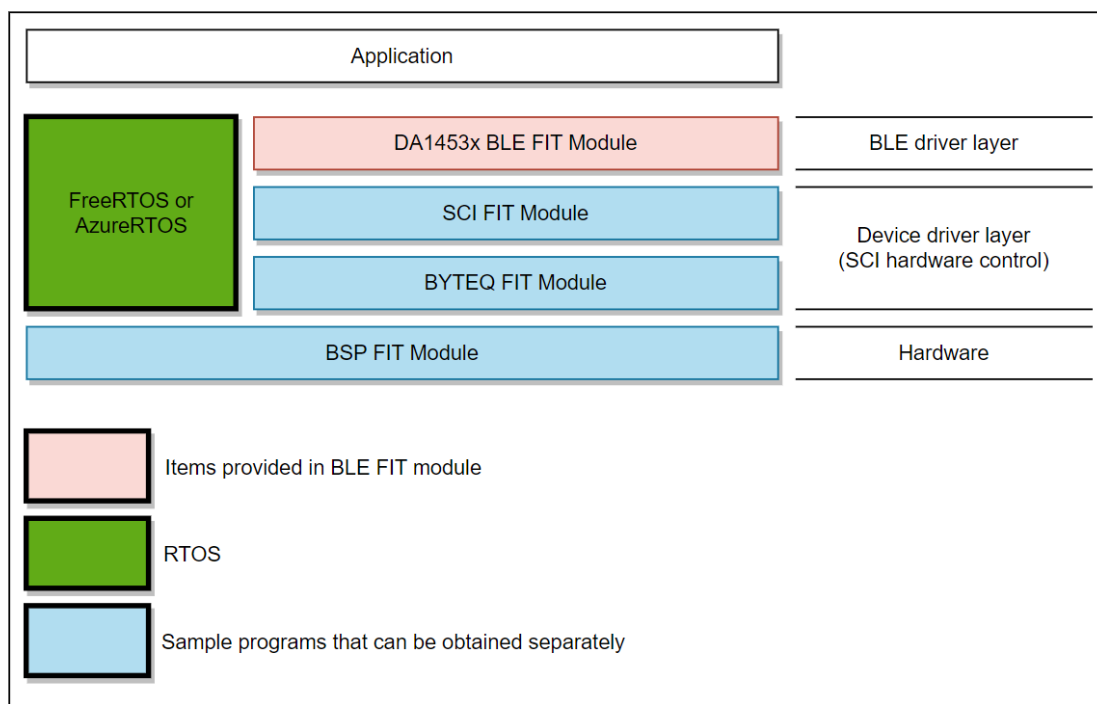 Application
FreeRTOS or
AzureRTOS
DA1453x BLE FIT Module
BLE driver layer
SCI FIT Module
BYTEQ FIT Module
Device driver layer
(SCI hardware control)
BSP FIT Module
Hardware
Items provided in BLE FIT module
RTOS
Sample programs that can be obtained separately